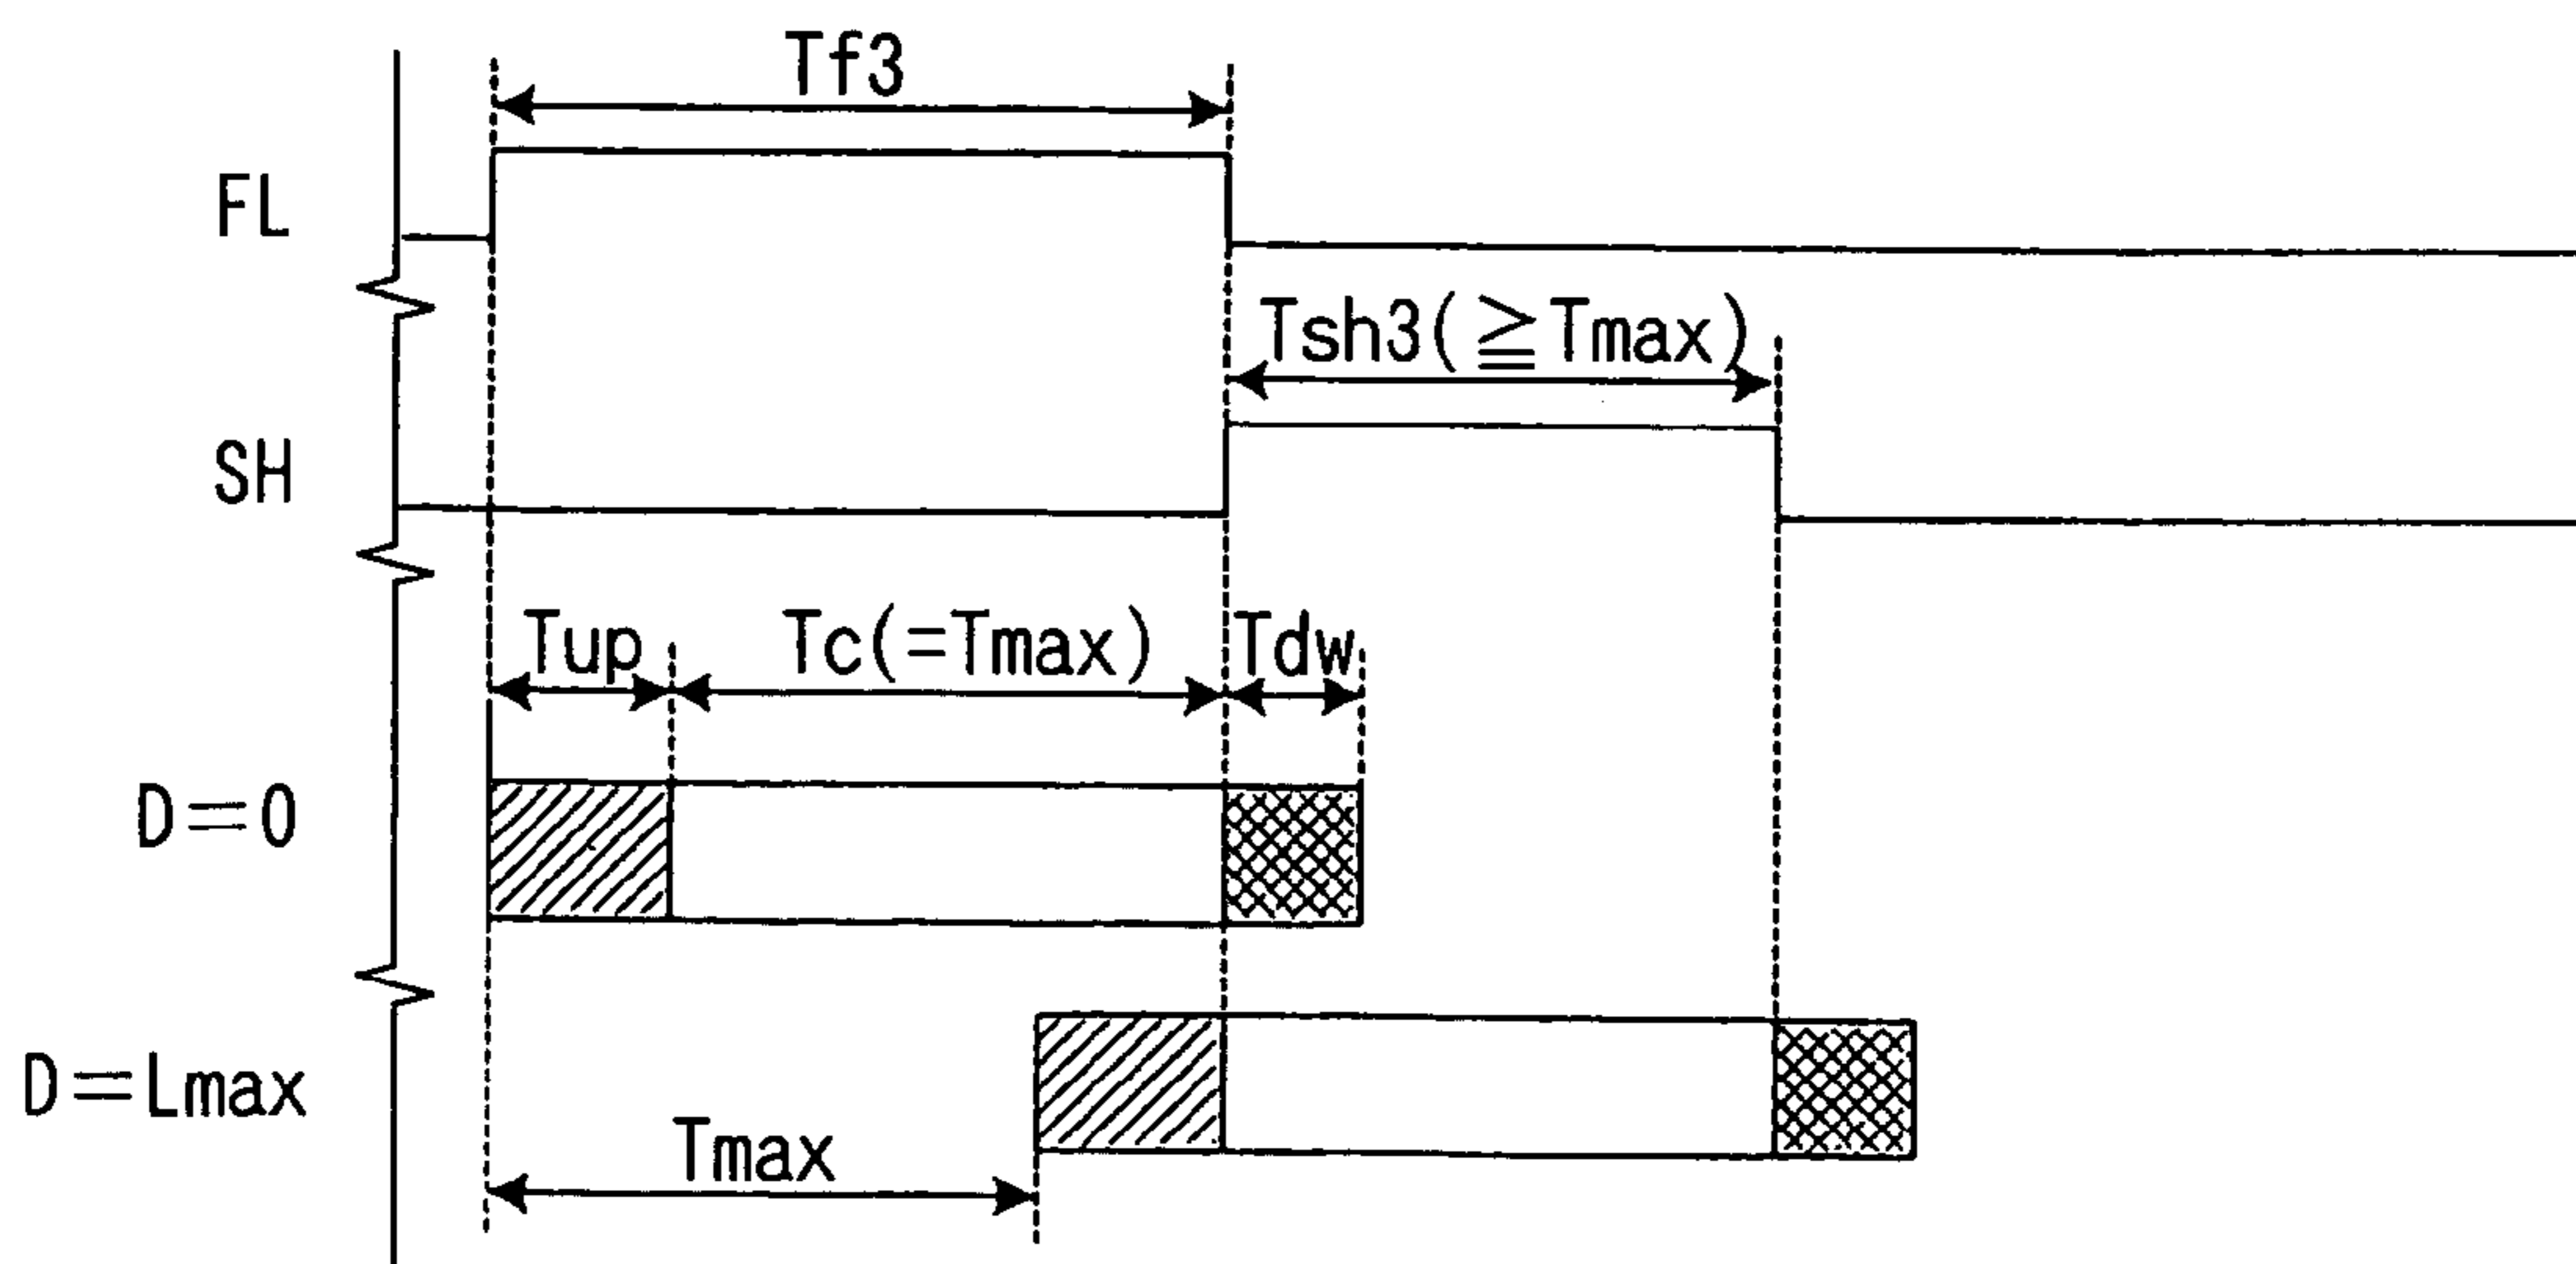 Tf3
FL
Tsh3(≧Tmax)
SH
Tup
Tc(=Tmax)
Tdw
D=0
D=Lmax
Tmax